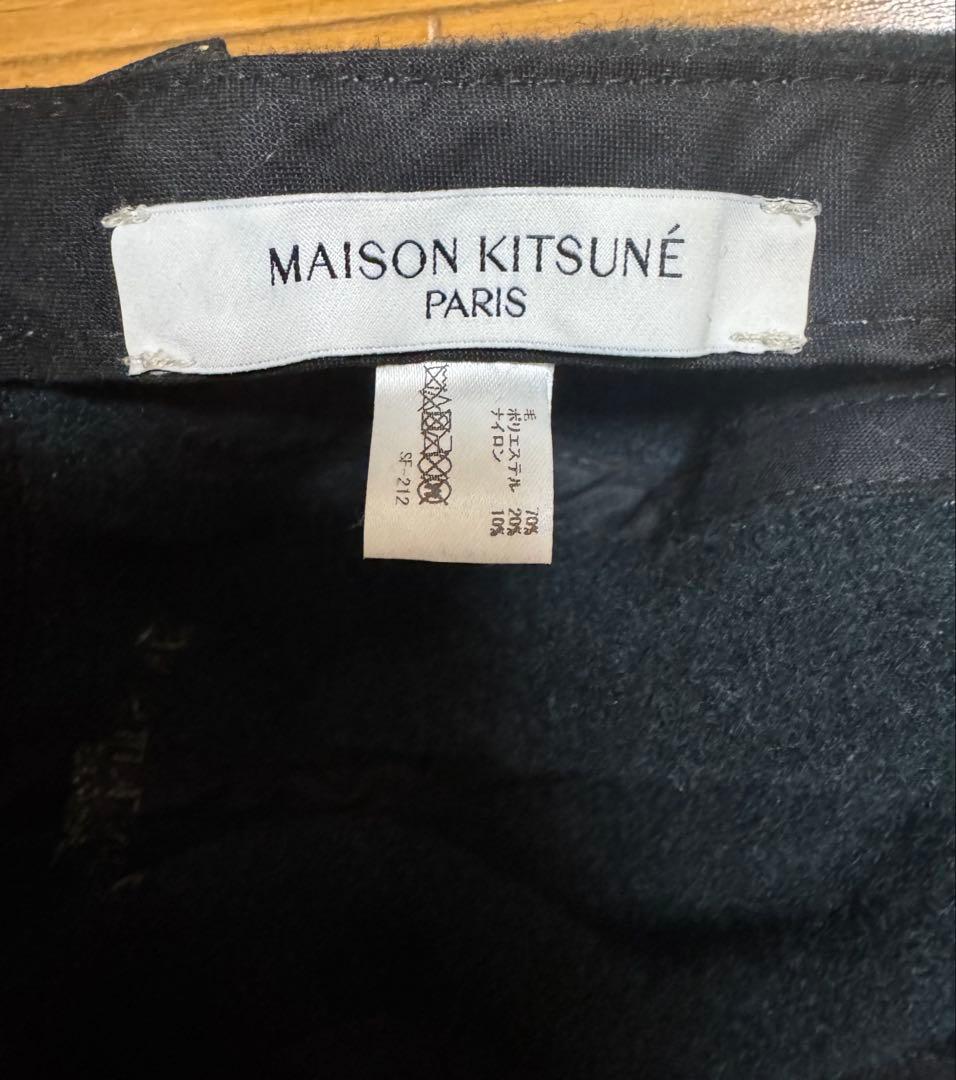 MAISON KITSUNÉ
PARIS
毛 70%
ポリエステル 20%
ナイロン 10%
SF-212